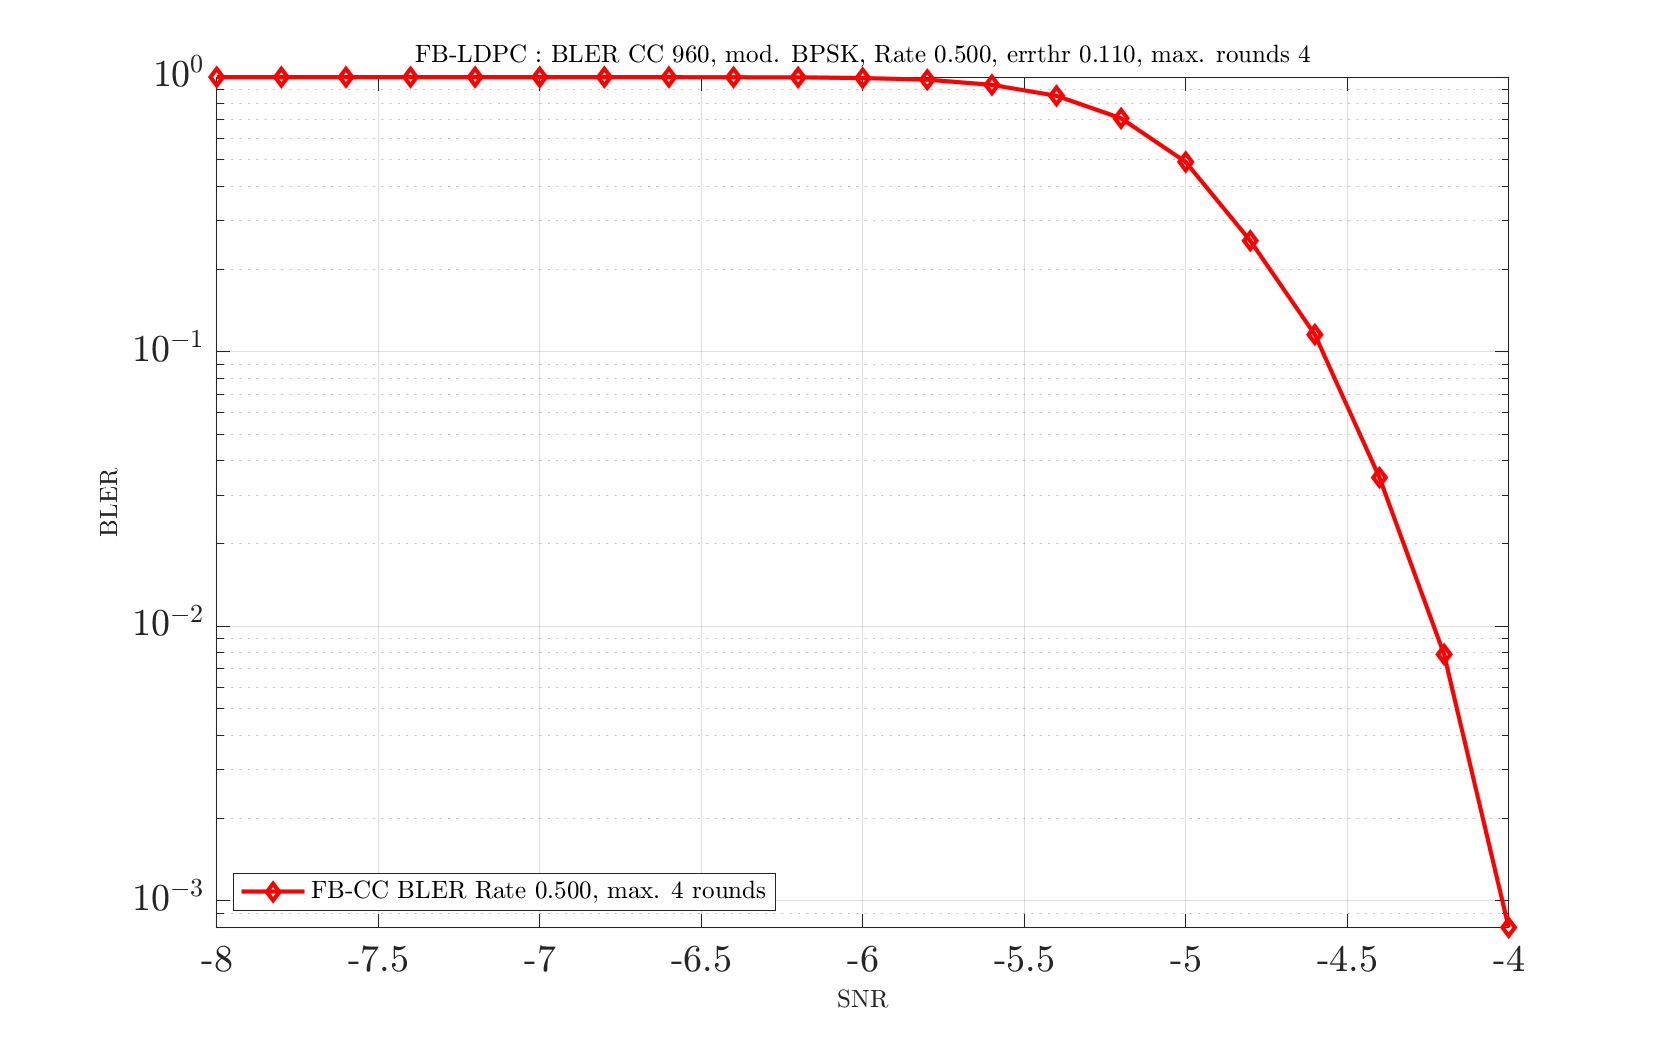 FB-LDPC : BLER CC 960, mod. BPSK, Rate 0.500, errthr 0.110, max. rounds 4
10^0
10^-1
10^-2
10^-3
BLER
FB-CC BLER Rate 0.500, max. 4 rounds
-8 -7.5 -7 -6.5 -6 -5.5 -5 -4.5 -4
SNR